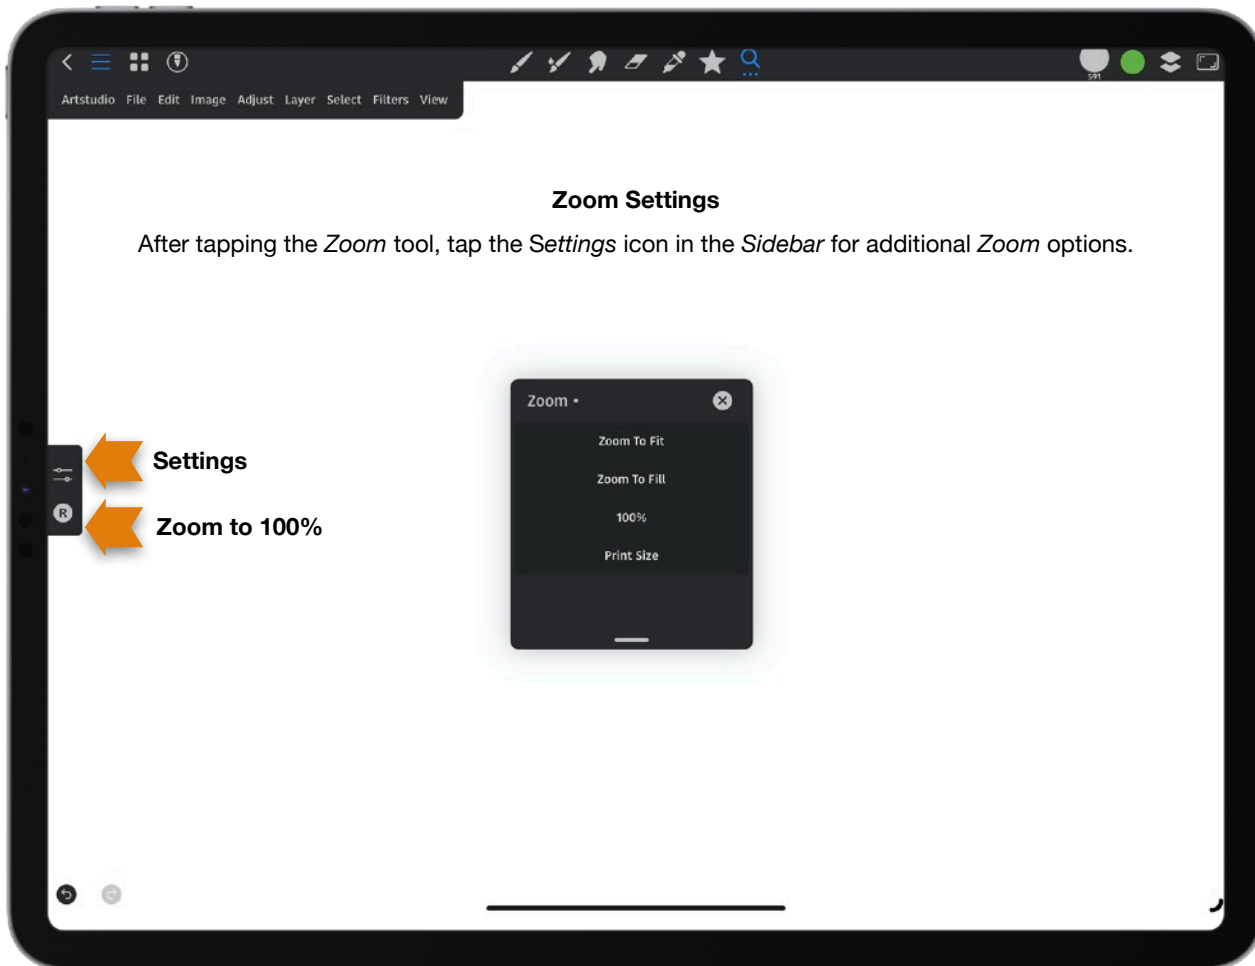 591
Artstudio File Edit Image Adjust Layer Select Filters View
Zoom Settings
After tapping the Zoom tool, tap the Settings icon in the Sidebar for additional Zoom options.
Zoom •
Zoom To Fit
Zoom To Fill
100%
Print Size
Settings
R
Zoom to 100%